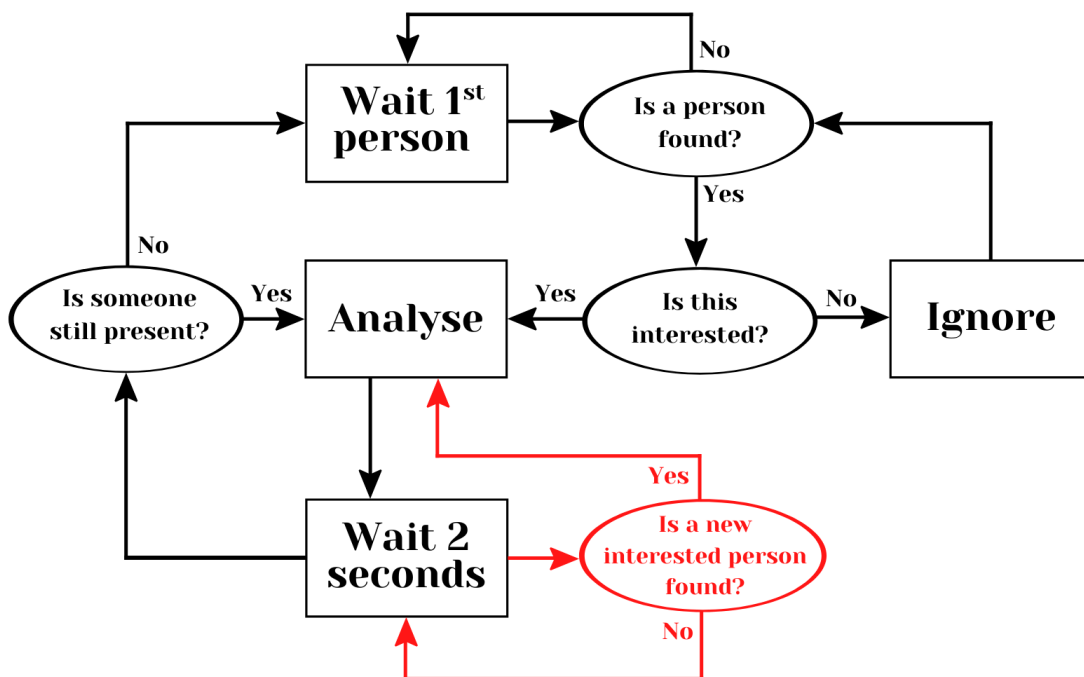 No
Wait 1st
person
Is a person
found?
Yes
No
Is someone
still present?
Yes
Analyse
Yes
Is this
interested?
No
Ignore
Wait 2
seconds
Yes
Is a new
interested person
found?
No